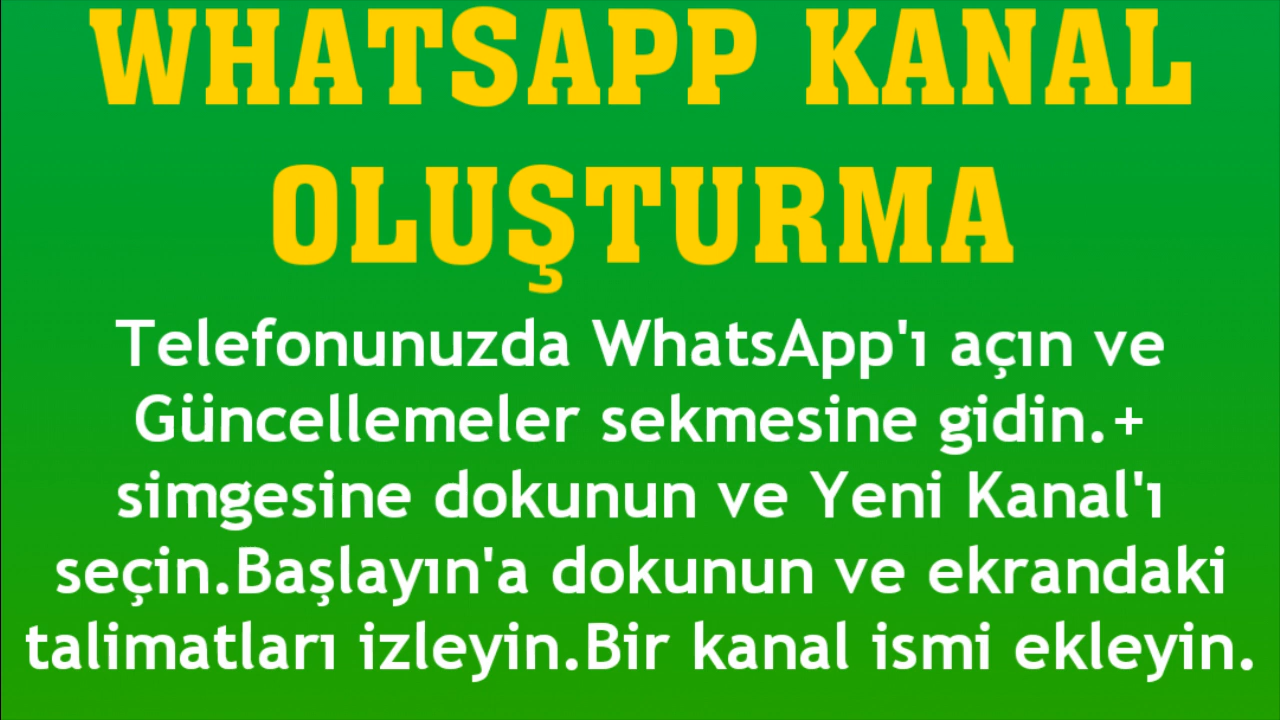 WHATSAPP KANAL
OLUŞTURMA
Telefonunuzda WhatsApp'ı açın ve
Güncellemeler sekmesine gidin.+
simgesine dokunun ve Yeni Kanal'ı
seçin.Başlayın'a dokunun ve ekrandaki
talimatları izleyin.Bir kanal ismi ekleyin.